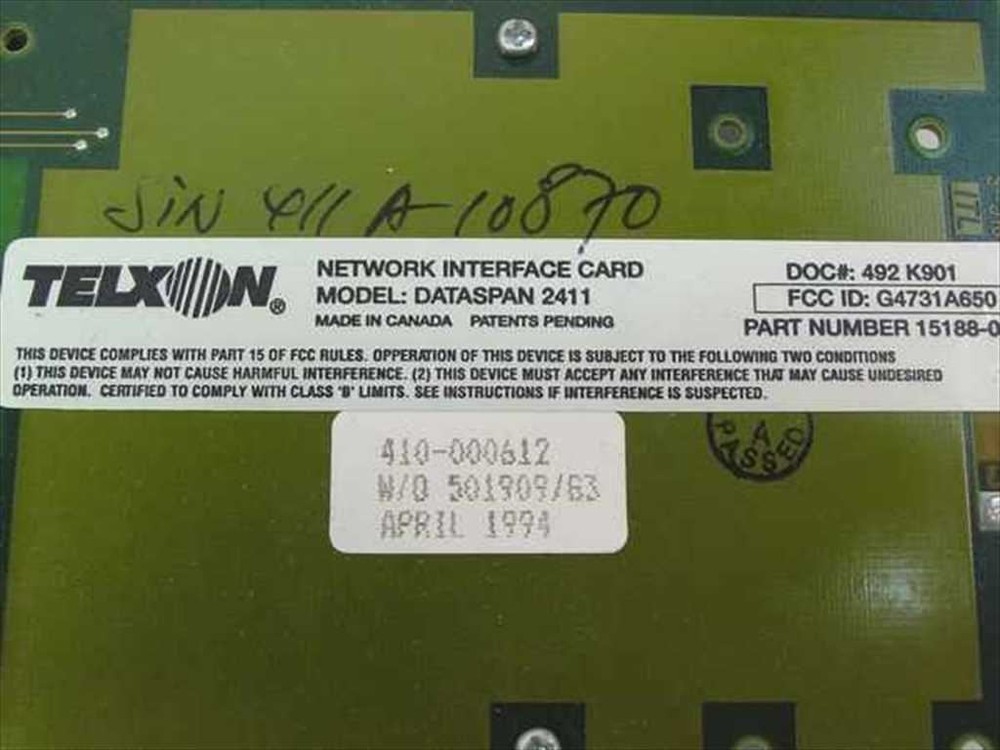 S/N 411 A-10870
TELXON®
NETWORK INTERFACE CARD
MODEL: DATASPAN 2411
MADE IN CANADA PATENTS PENDING
DOC#: 492 K901
FCC ID: G4731A650
PART NUMBER 15188-0
THIS DEVICE COMPLIES WITH PART 15 OF FCC RULES. OPPERATION OF THIS DEVICE IS SUBJECT TO THE FOLLOWING TWO CONDITIONS
(1) THIS DEVICE MAY NOT CAUSE HARMFUL INTERFERENCE. (2) THIS DEVICE MUST ACCEPT ANY INTERFERENCE THAT MAY CAUSE UNDESIRED
OPERATION. CERTIFIED TO COMPLY WITH CLASS 'B' LIMITS. SEE INSTRUCTIONS IF INTERFERENCE IS SUSPECTED.
A
PASSED
410-000612
W/O 501909/63
APRIL 1994